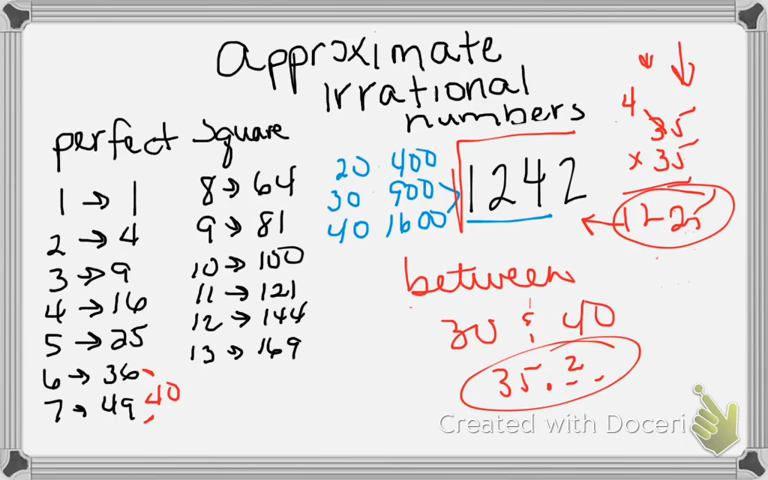 approximate
irrational
numbers
perfect square
1 → 1
2 → 4
3 → 9
4 → 16
5 → 25
6 → 36
7 → 49
40
8 → 64
9 → 81
10 → 100
11 → 121
12 → 144
13 → 169
20 400
30 900
40 1600
1242
4
35
× 35
1225
between
30 & 40
35.2--
Created with Doceri